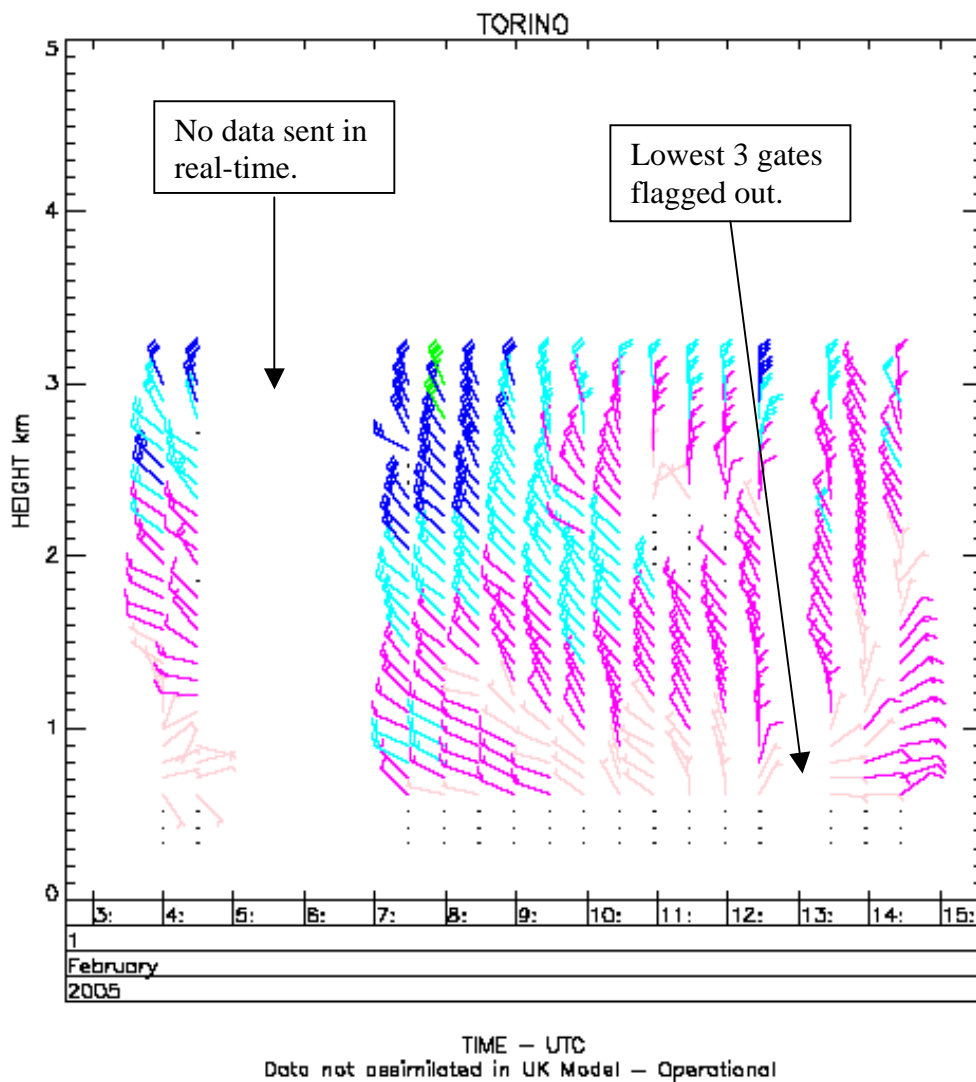 TORINO
5
No data sent in
real-time.
Lowest 3 gates
flagged out.
4
3
HEIGHT km
2
1
0
3: 4: 5: 6: 7: 8: 9: 10: 11: 12: 13: 14: 15:
1
February
2005
TIME – UTC
Data not assimilated in UK Model – Operational